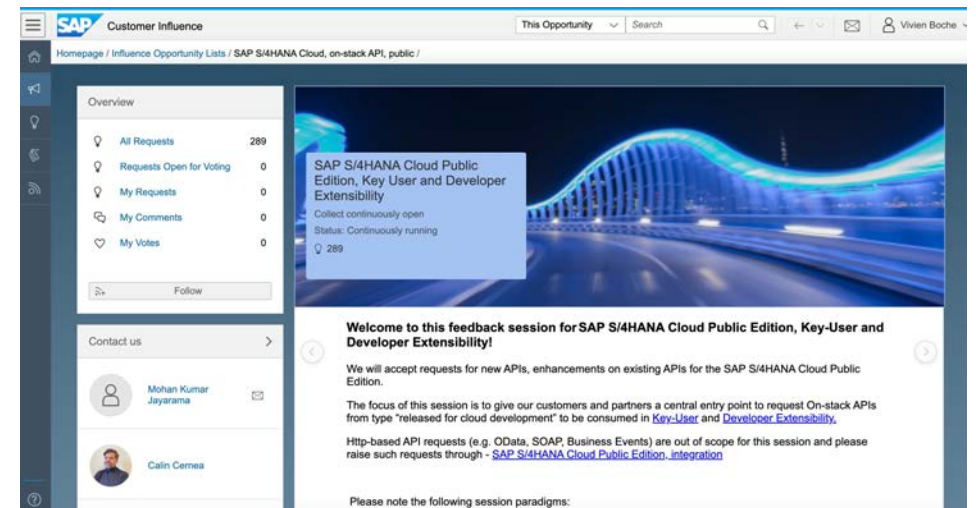 SAP Customer Influence
This Opportunity
Search
Vivien Boche
Homepage / Influence Opportunity Lists / SAP S/4HANA Cloud, on-stack API, public /
Overview
All Requests 289
Requests Open for Voting 0
My Requests 0
My Comments 0
My Votes 0
Follow
Contact us
Mohan Kumar
Jayarama
Calin Cernea
SAP S/4HANA Cloud Public
Edition, Key User and Developer
Extensibility
Collect continuously open
Status: Continuously running
289
Welcome to this feedback session for SAP S/4HANA Cloud Public Edition, Key-User and
Developer Extensibility!
We will accept requests for new APIs, enhancements on existing APIs for the SAP S/4HANA Cloud Public
Edition.
The focus of this session is to give our customers and partners a central entry point to request On-stack APIs
from type "released for cloud development" to be consumed in Key-User and Developer Extensibility.
Http-based API requests (e.g. OData, SOAP, Business Events) are out of scope for this session and please
raise such requests through - SAP S/4HANA Cloud Public Edition, integration
Please note the following session paradigms: